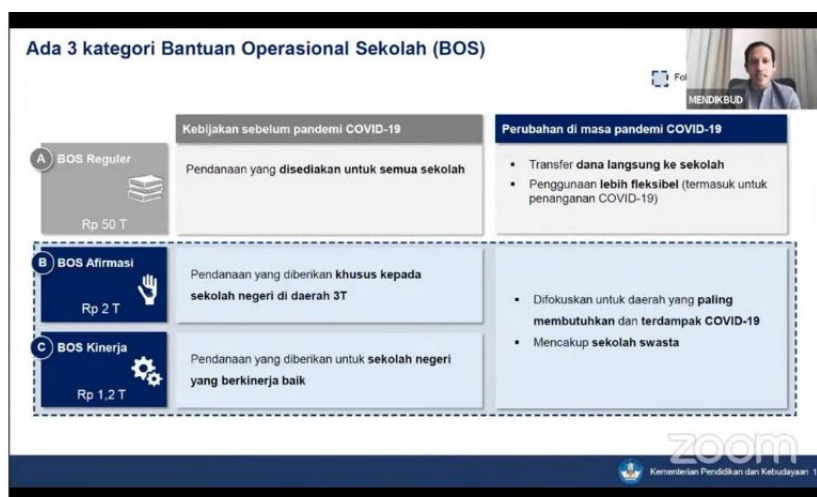 Ada 3 kategori Bantuan Operasional Sekolah (BOS)
MENDIKBUD
Kebijakan sebelum pandemi COVID-19
Perubahan di masa pandemi COVID-19
A BOS Reguler
Rp 50 T
Pendanaan yang disediakan untuk semua sekolah
▪ Transfer dana langsung ke sekolah
▪ Penggunaan lebih fleksibel (termasuk untuk
penanganan COVID-19)
B BOS Afirmasi
Rp 2 T
Pendanaan yang diberikan khusus kepada
sekolah negeri di daerah 3T
C BOS Kinerja
Rp 1,2 T
Pendanaan yang diberikan untuk sekolah negeri
yang berkinerja baik
▪ Difokuskan untuk daerah yang paling
membutuhkan dan terdampak COVID-19
▪ Mencakup sekolah swasta
zoom
Kementerian Pendidikan dan Kebudayaan 1